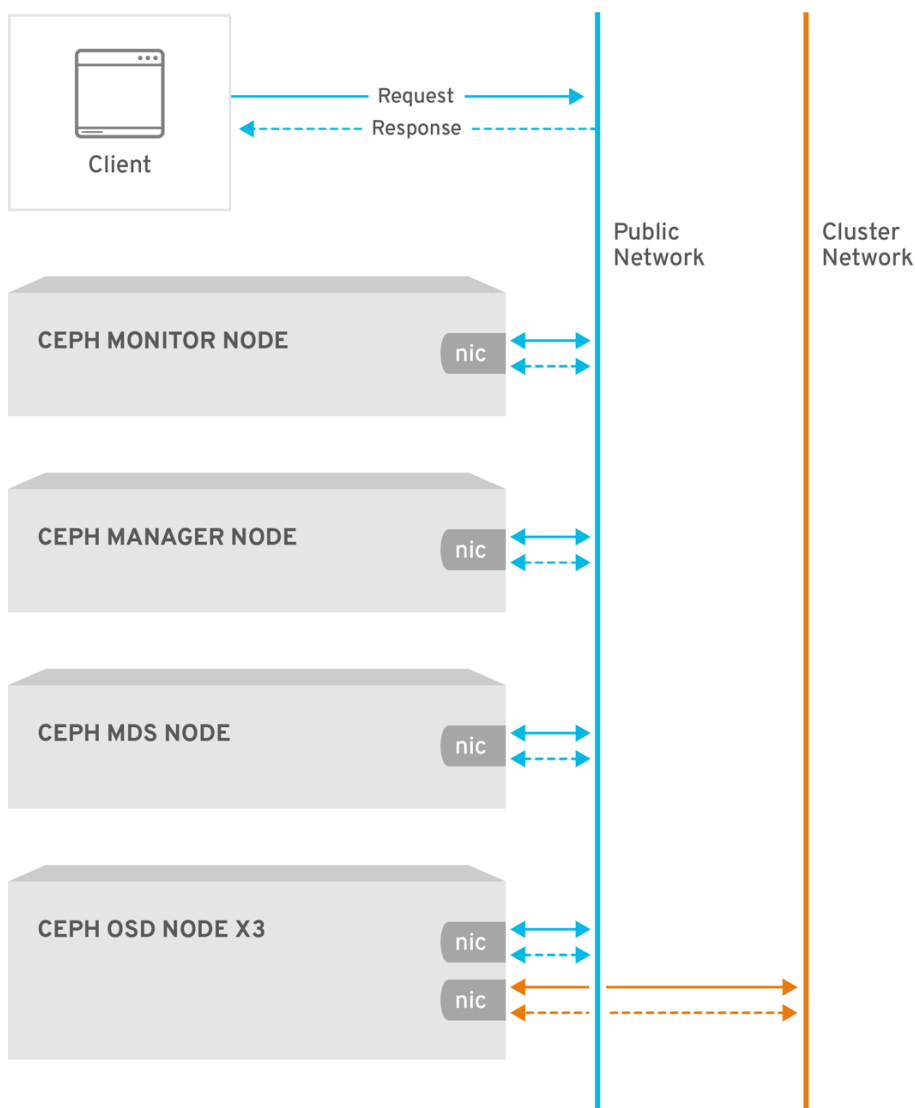 Request
Response
Client
Public
Network
Cluster
Network
CEPH MONITOR NODE
nic
CEPH MANAGER NODE
nic
CEPH MDS NODE
nic
CEPH OSD NODE X3
nic
nic